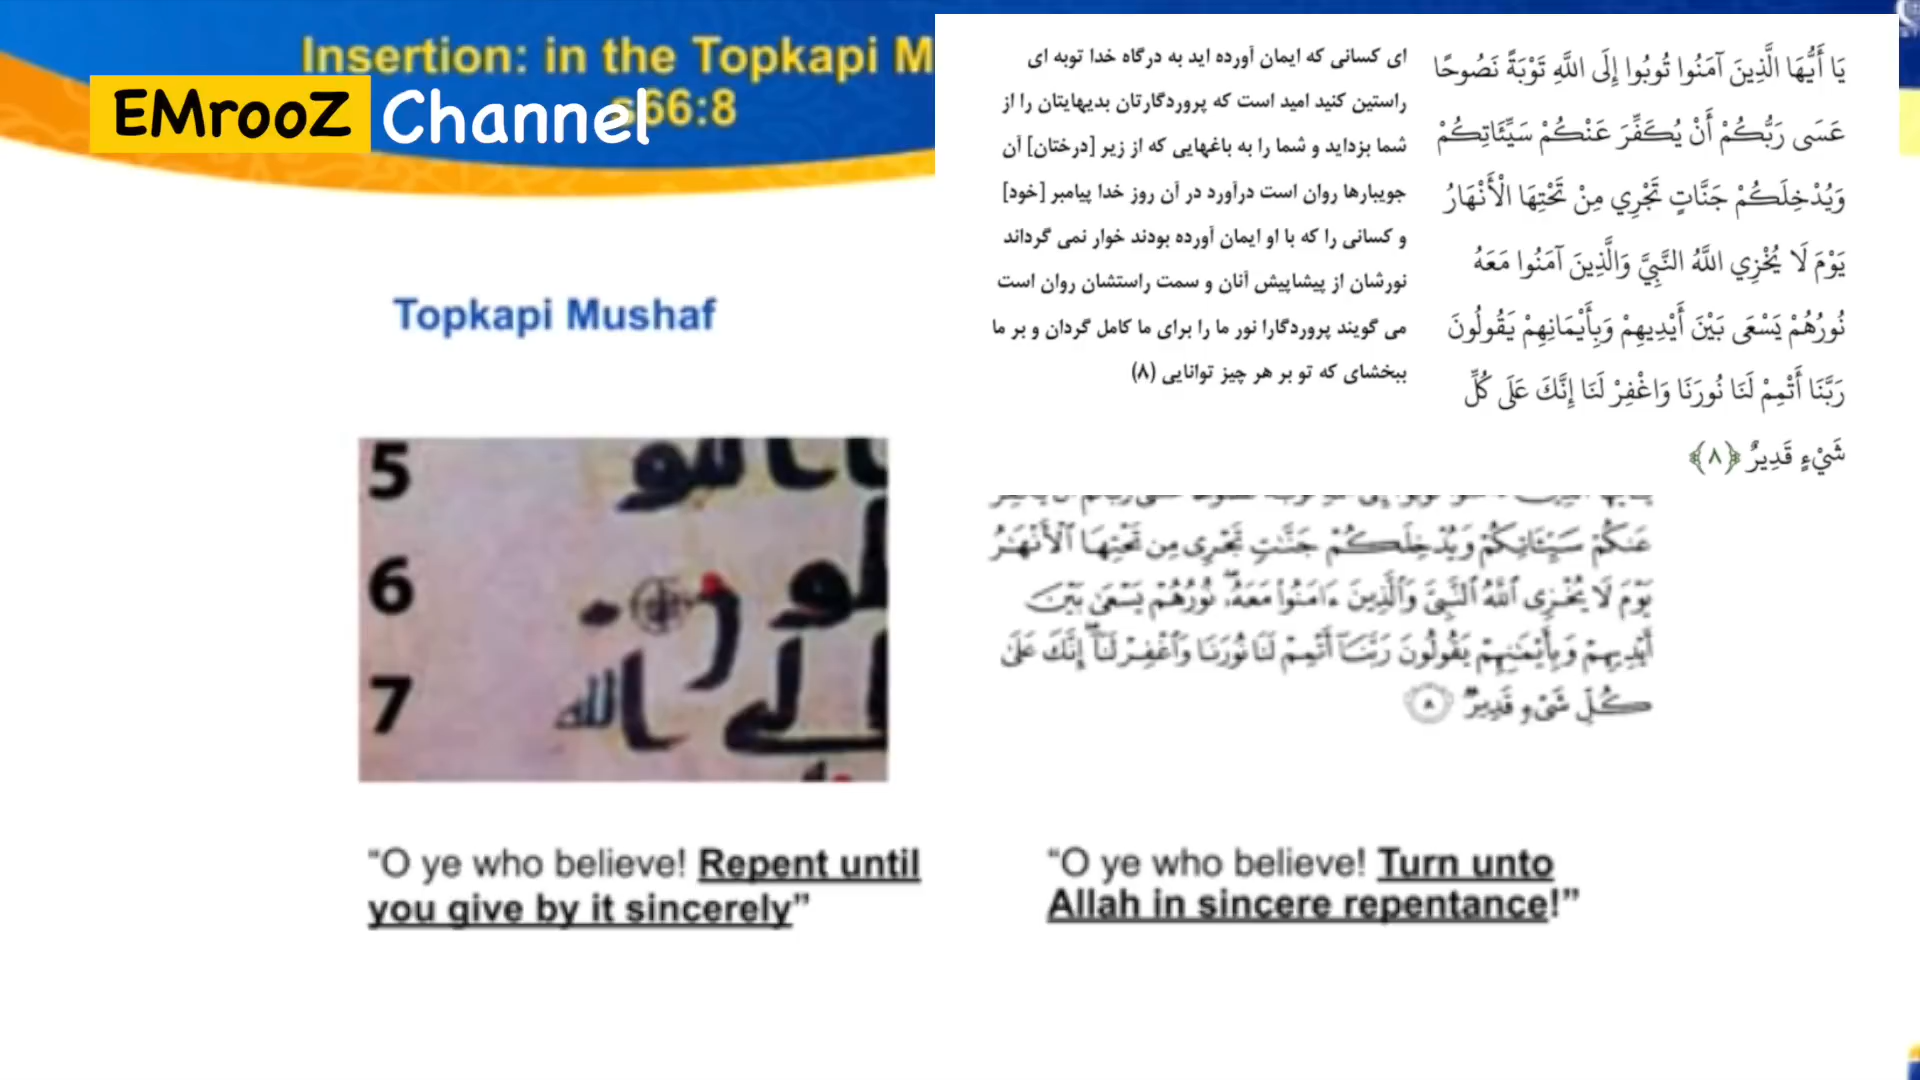 Insertion: in the Topkapi M
s66:8
EMrooZ Channel
Topkapi Mushaf
5
6
7
الله
“O ye who believe! Repent until
you give by it sincerely”
ای کسانی که ایمان آورده اید به درگاه خدا توبه ای
راستین کنید امید است که پروردگارتان بدیهایتان را از
شما بزداید و شما را به باغهایی که از زیر [درختان] آن
جویبارها روان است درآورد در آن روز خدا پیامبر [خود]
و کسانی را که با او ایمان آورده بودند خوار نمی گرداند
نورشان از پیشاپیش آنان و سمت راستشان روان است
می گویند پروردگارا نور ما را برای ما کامل گردان و بر ما
ببخشای که تو بر هر چیز توانایی (۸)
يَا أَيُّهَا الَّذِينَ آمَنُوا تُوبُوا إِلَى اللَّهِ تَوْبَةً نَصُوحًا
عَسَى رَبُّكُمْ أَنْ يُكَفِّرَ عَنْكُمْ سَيِّئَاتِكُمْ
وَيُدْخِلَكُمْ جَنَّاتٍ تَجْرِي مِنْ تَحْتِهَا الْأَنْهَارُ
يَوْمَ لَا يُخْزِي اللَّهُ النَّبِيَّ وَالَّذِينَ آمَنُوا مَعَهُ
نُورُهُمْ يَسْعَى بَيْنَ أَيْدِيهِمْ وَبِأَيْمَانِهِمْ يَقُولُونَ
رَبَّنَا أَتْمِمْ لَنَا نُورَنَا وَاغْفِرْ لَنَا إِنَّكَ عَلَى كُلِّ
شَيْءٍ قَدِيرٌ ﴿۸﴾
عَنكُمْ سَيِّـَٔاتِكُمْ وَيُدْخِلَكُمْ جَنَّٰتٍ تَجْرِى مِن تَحْتِهَا ٱلْأَنْهَٰرُ
يَوْمَ لَا يُخْزِى ٱللَّهُ ٱلنَّبِىَّ وَٱلَّذِينَ ءَامَنُوا۟ مَعَهُۥ ۖ نُورُهُمْ يَسْعَىٰ بَيْنَ
أَيْدِيهِمْ وَبِأَيْمَٰنِهِمْ يَقُولُونَ رَبَّنَآ أَتْمِمْ لَنَا نُورَنَا وَٱغْفِرْ لَنَآ ۖ إِنَّكَ عَلَىٰ
كُلِّ شَىْءٍ قَدِيرٌ ۝٨
“O ye who believe! Turn unto
Allah in sincere repentance!”